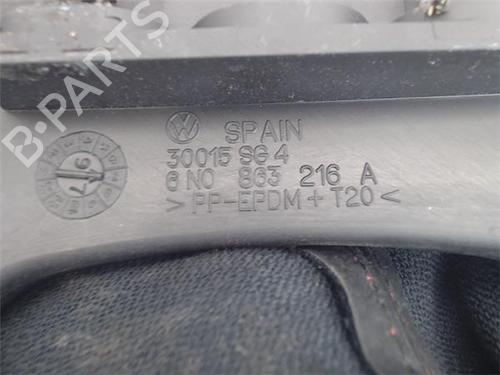 B-PARTS
SPAIN
30015 SG 4
6N0 863 216 A
>PP-EPDM+T20<
97